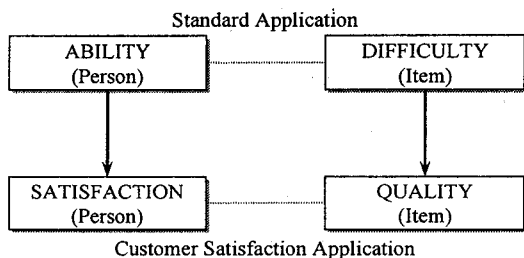 Standard Application
ABILITY
(Person)
DIFFICULTY
(Item)
SATISFACTION
(Person)
QUALITY
(Item)
Customer Satisfaction Application